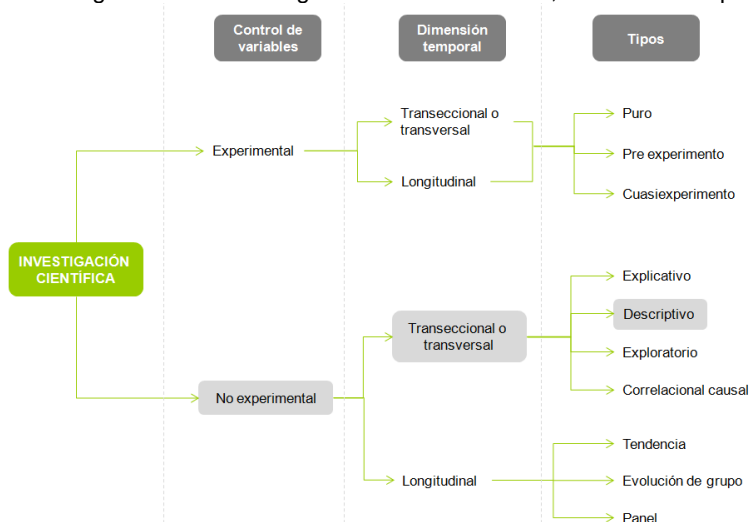 Control de
variables
Dimensión
temporal
Tipos
Transeccional o
transversal
Puro
Experimental
Pre experimento
Longitudinal
Cuasiexperimento
INVESTIGACIÓN
CIENTÍFICA
Explicativo
Transeccional o
transversal
Descriptivo
Exploratorio
No experimental
Correlacional causal
Tendencia
Longitudinal
Evolución de grupo
Panel